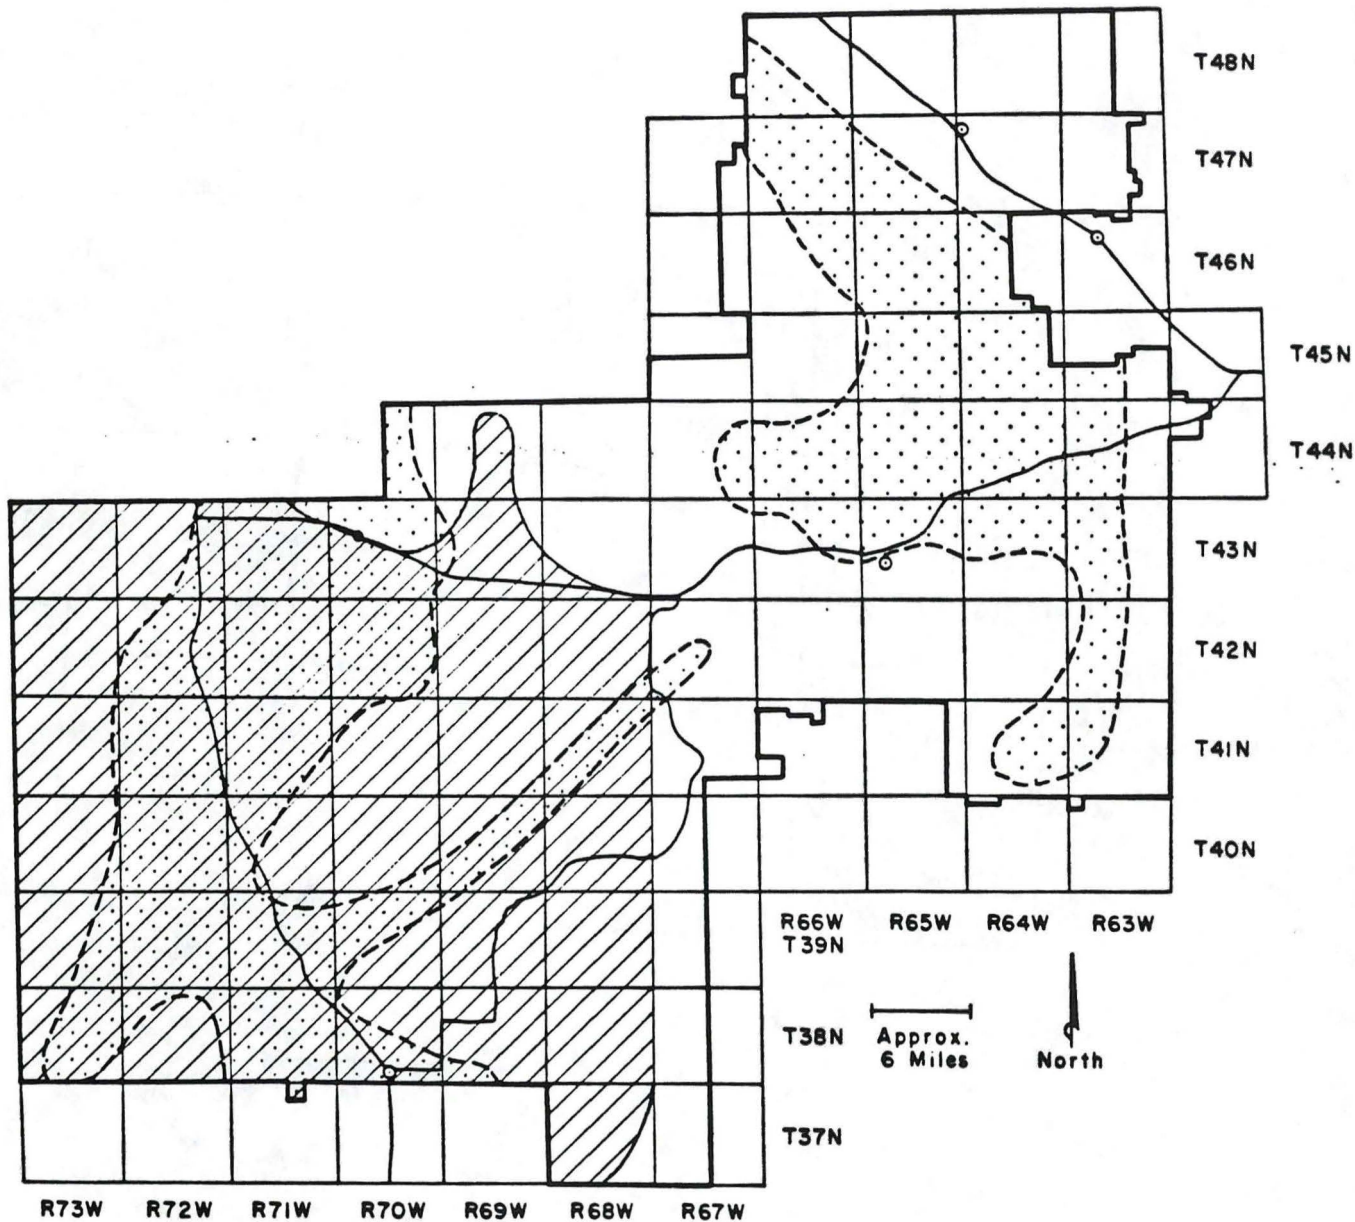 T48N
T47N
T46N
T45N
T44N
T43N
T42N
T41N
T40N
R66W R65W R64W R63W
T39N
T38N
Approx.
6 Miles
North
T37N
R73W R72W R71W R70W R69W R68W R67W